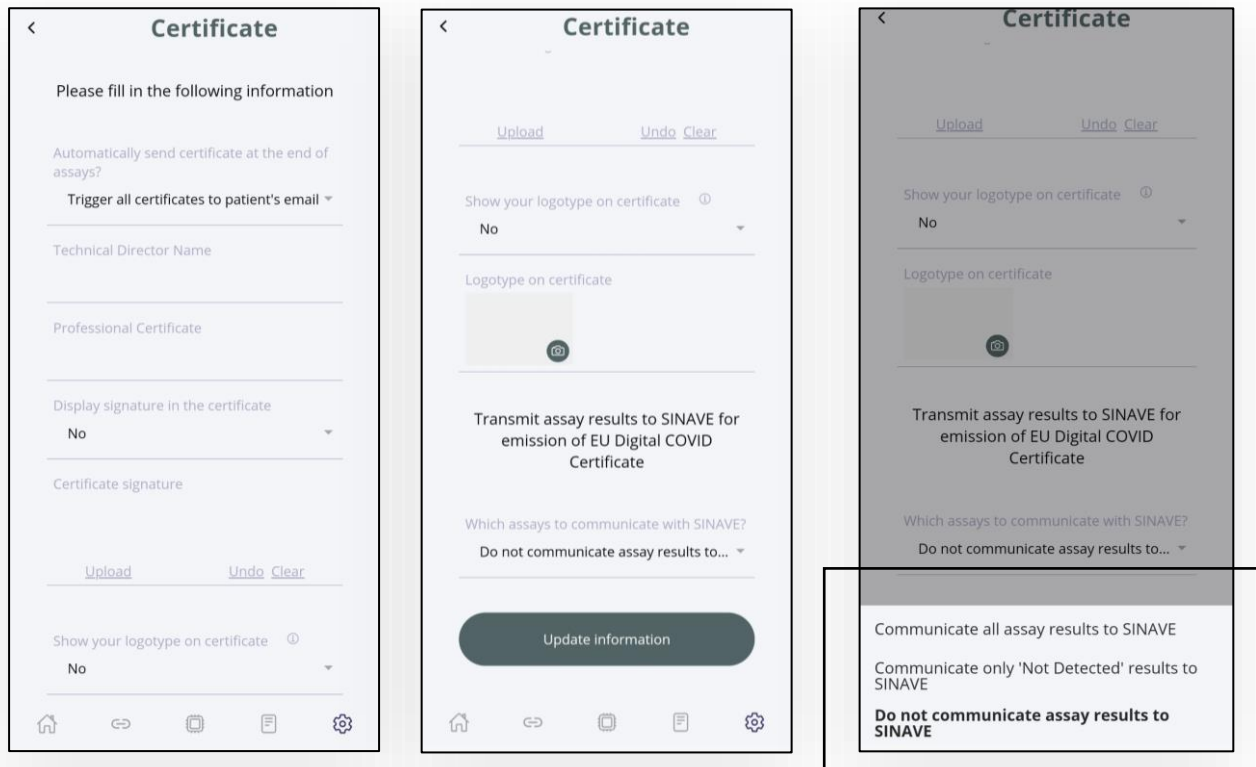 Certificate
Please fill in the following information
Automatically send certificate at the end of
assays?
Trigger all certificates to patient's email
Technical Director Name
Professional Certificate
Display signature in the certificate
No
Certificate signature
Upload Undo Clear
Show your logotype on certificate
No
Certificate
Upload Undo Clear
Show your logotype on certificate
No
Logotype on certificate
Transmit assay results to SINAVE for
emission of EU Digital COVID
Certificate
Which assays to communicate with SINAVE?
Do not communicate assay results to...
Update information
Certificate
Upload Undo Clear
Show your logotype on certificate
No
Logotype on certificate
Transmit assay results to SINAVE for
emission of EU Digital COVID
Certificate
Which assays to communicate with SINAVE?
Do not communicate assay results to...
Communicate all assay results to SINAVE
Communicate only 'Not Detected' results to
SINAVE
Do not communicate assay results to
SINAVE